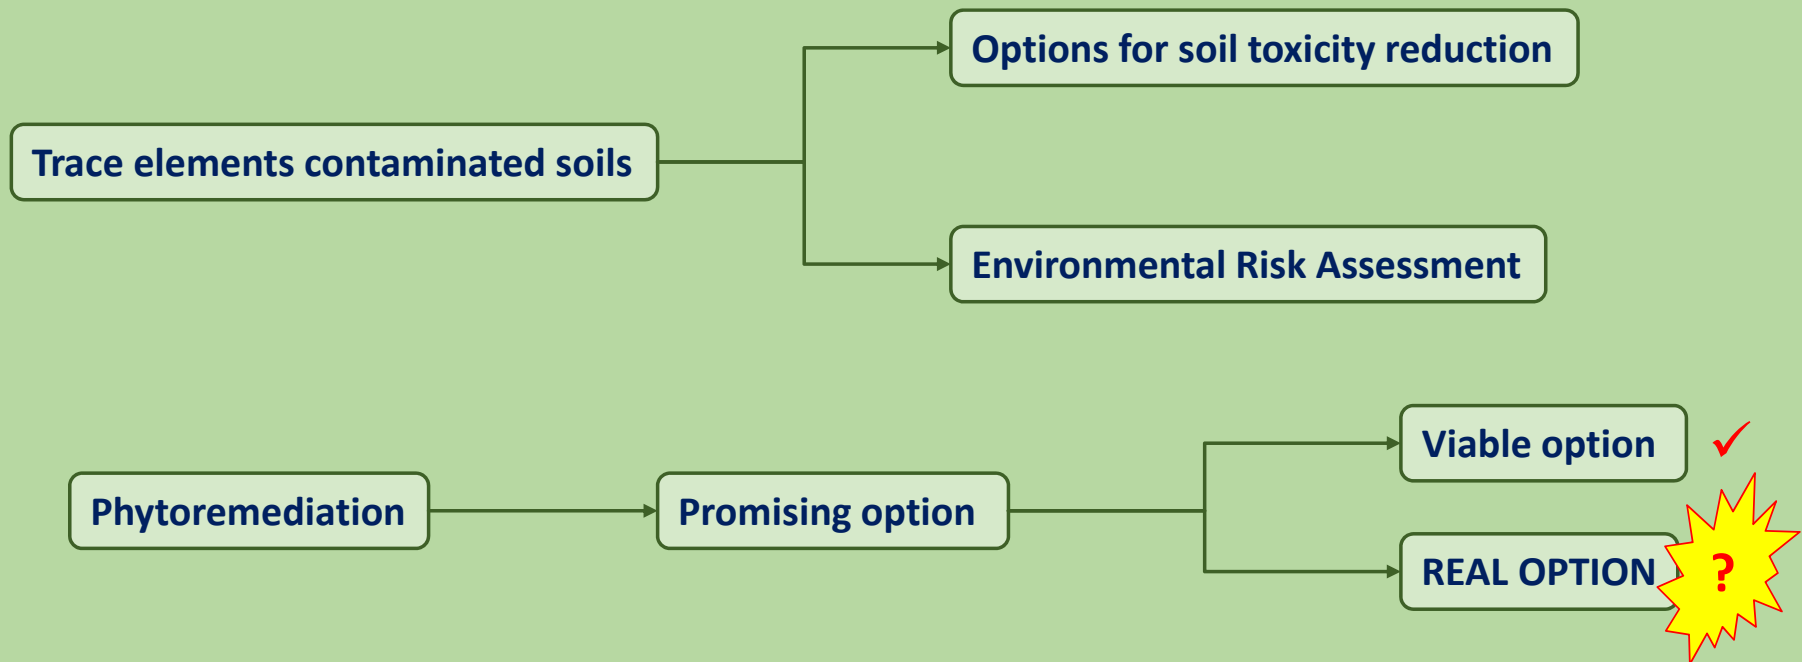 Options for soil toxicity reduction
Trace elements contaminated soils
Environmental Risk Assessment
Viable option ✓
Phytoremediation
Promising option
REAL OPTION ?